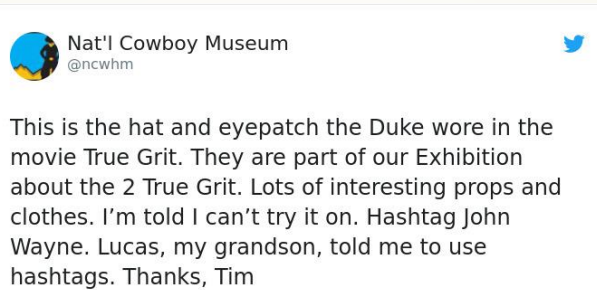 Nat'l Cowboy Museum
@ncwhm
This is the hat and eyepatch the Duke wore in the
movie True Grit. They are part of our Exhibition
about the 2 True Grit. Lots of interesting props and
clothes. I’m told I can’t try it on. Hashtag John
Wayne. Lucas, my grandson, told me to use
hashtags. Thanks, Tim